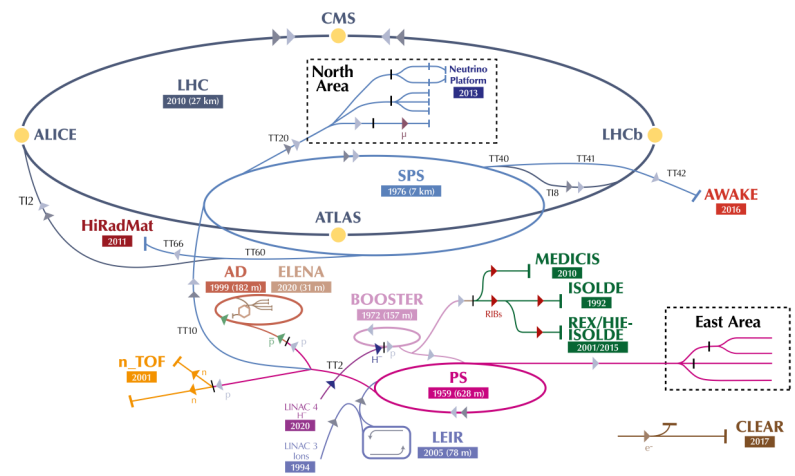 CMS
LHC
2010 (27 km)
North
Area
Neutrino
Platform
2013
μ
ALICE
LHCb
TT20
TT40
TT41
TT42
TI8
SPS
1976 (7 km)
AWAKE
2016
TI2
HiRadMat
2011
ATLAS
TT66
TT60
AD
1999 (182 m)
ELENA
2020 (31 m)
MEDICIS
2010
BOOSTER
1972 (157 m)
ISOLDE
1992
RIBs
REX/HIE-
ISOLDE
2001/2015
East Area
TT10
p
p
H⁻
p
n_TOF
2001
n
n
p
TT2
PS
1959 (628 m)
LINAC 4
H⁻
2020
LINAC 3
Ions
1994
LEIR
2005 (78 m)
e⁻
CLEAR
2017